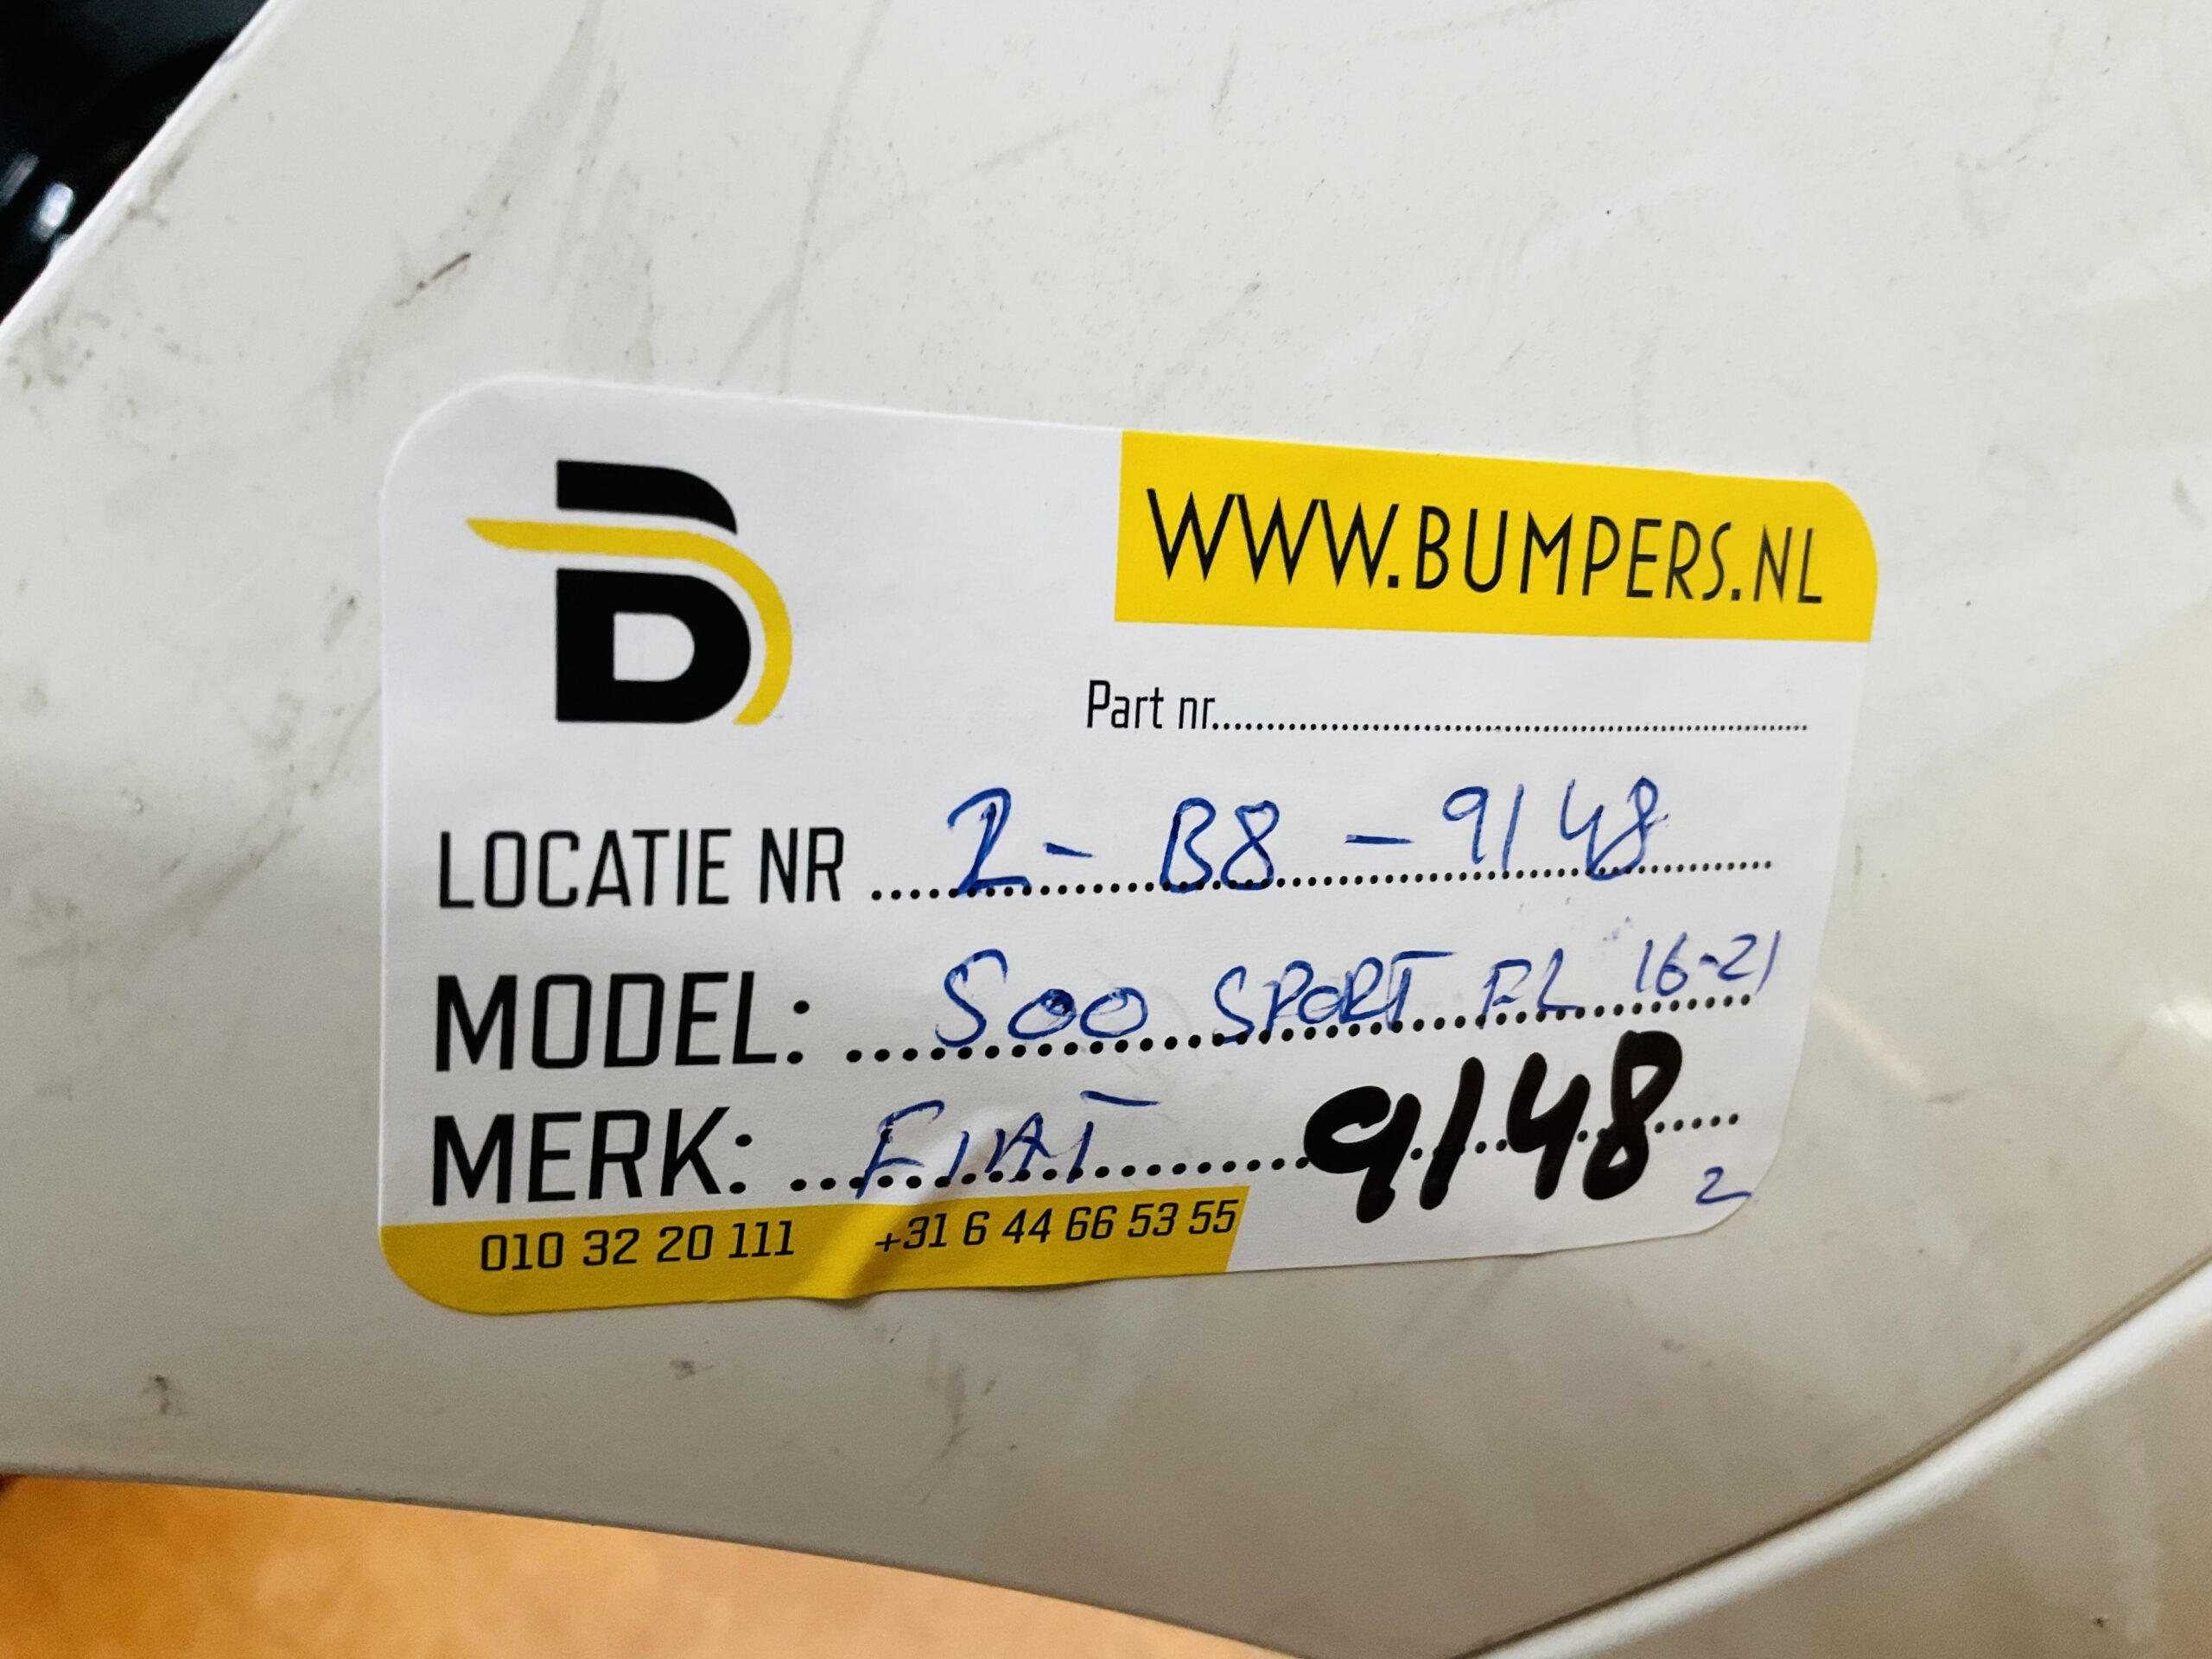 B
WWW.BUMPERS.NL
Part nr.
LOCATIE NR 2 - B8 - 9148
MODEL: 500 SPORT FL 16-21
MERK: FIAT 9148
2
010 32 20 111 +31 6 44 66 53 55